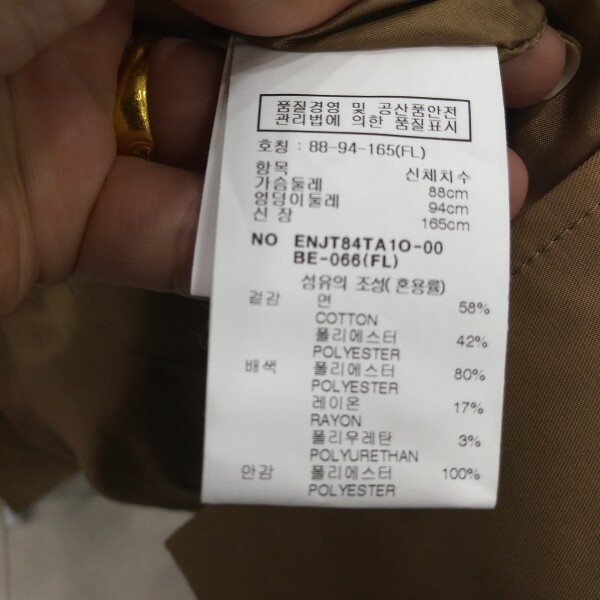 품질경영 및 공산품안전
관리법에 의한 품질표시
호칭 : 88-94-165(FL)
항목 신체치수
가슴둘레 88cm
엉덩이둘레 94cm
신 장 165cm
NO ENJT84TA10-00
BE-066(FL)
섬유의 조성(혼용률)
겉감 면 58%
COTTON
폴리에스터 42%
POLYESTER
배색 폴리에스터 80%
POLYESTER
레이온 17%
RAYON
폴리우레탄 3%
POLYURETHAN
안감 폴리에스터 100%
POLYESTER